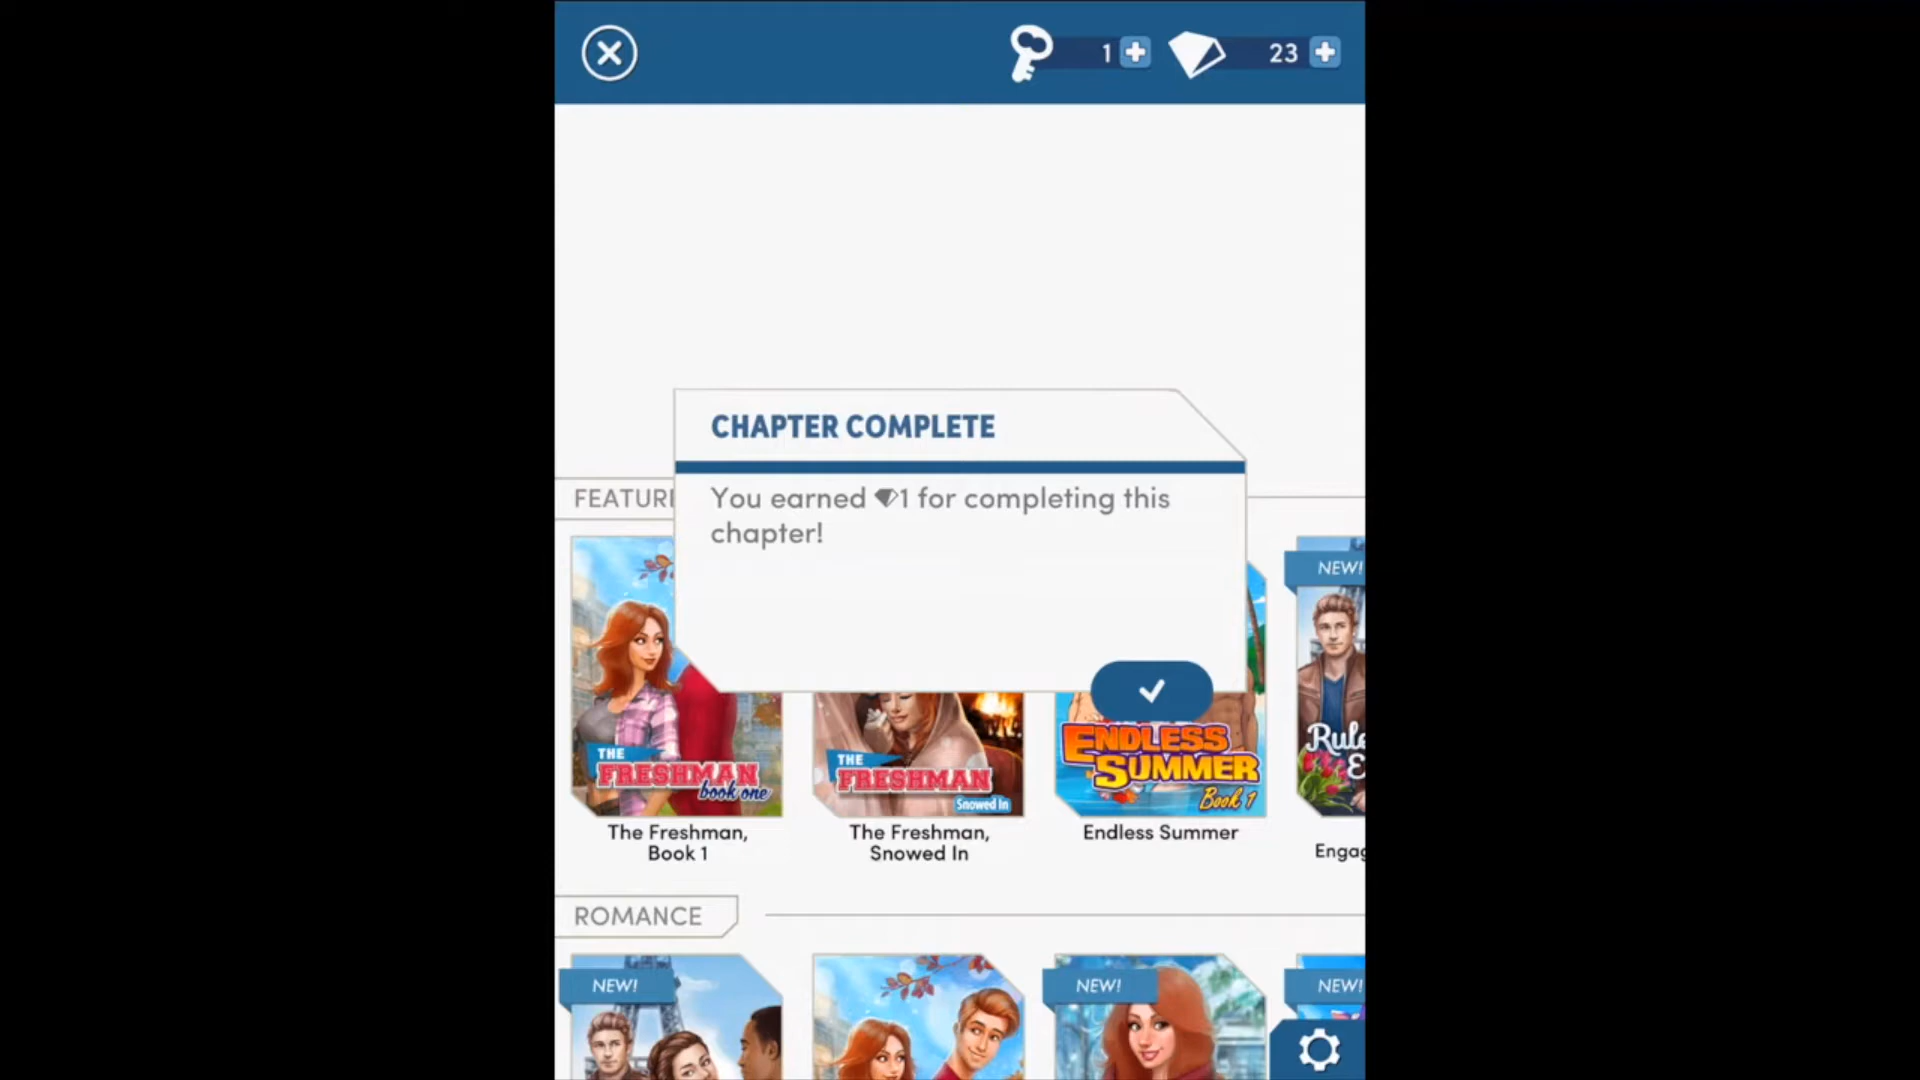 1
23
CHAPTER COMPLETE
You earned 1 for completing this
chapter!
NEW!
THE
FRESHMAN
book one
THE
FRESHMAN
Snowed In
ENDLESS
SUMMER
Book 1
The Freshman,
Book 1
The Freshman,
Snowed In
Endless Summer
ROMANCE
NEW!
NEW!
NEW!